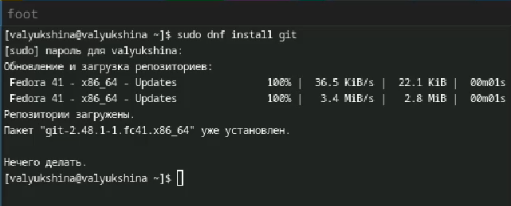 foot
[valyukshina@valyukshina ~]$ sudo dnf install git
[sudo] пароль для valyukshina:
Обновление и загрузка репозиториев:
Fedora 41 - x86_64 - Updates 100% | 36.5 KiB/s | 22.1 KiB | 00m01s
Fedora 41 - x86_64 - Updates 100% | 3.4 MiB/s | 2.8 MiB | 00m01s
Репозитории загружены.
Пакет "git-2.48.1-1.fc41.x86_64" уже установлен.
Нечего делать.
[valyukshina@valyukshina ~]$